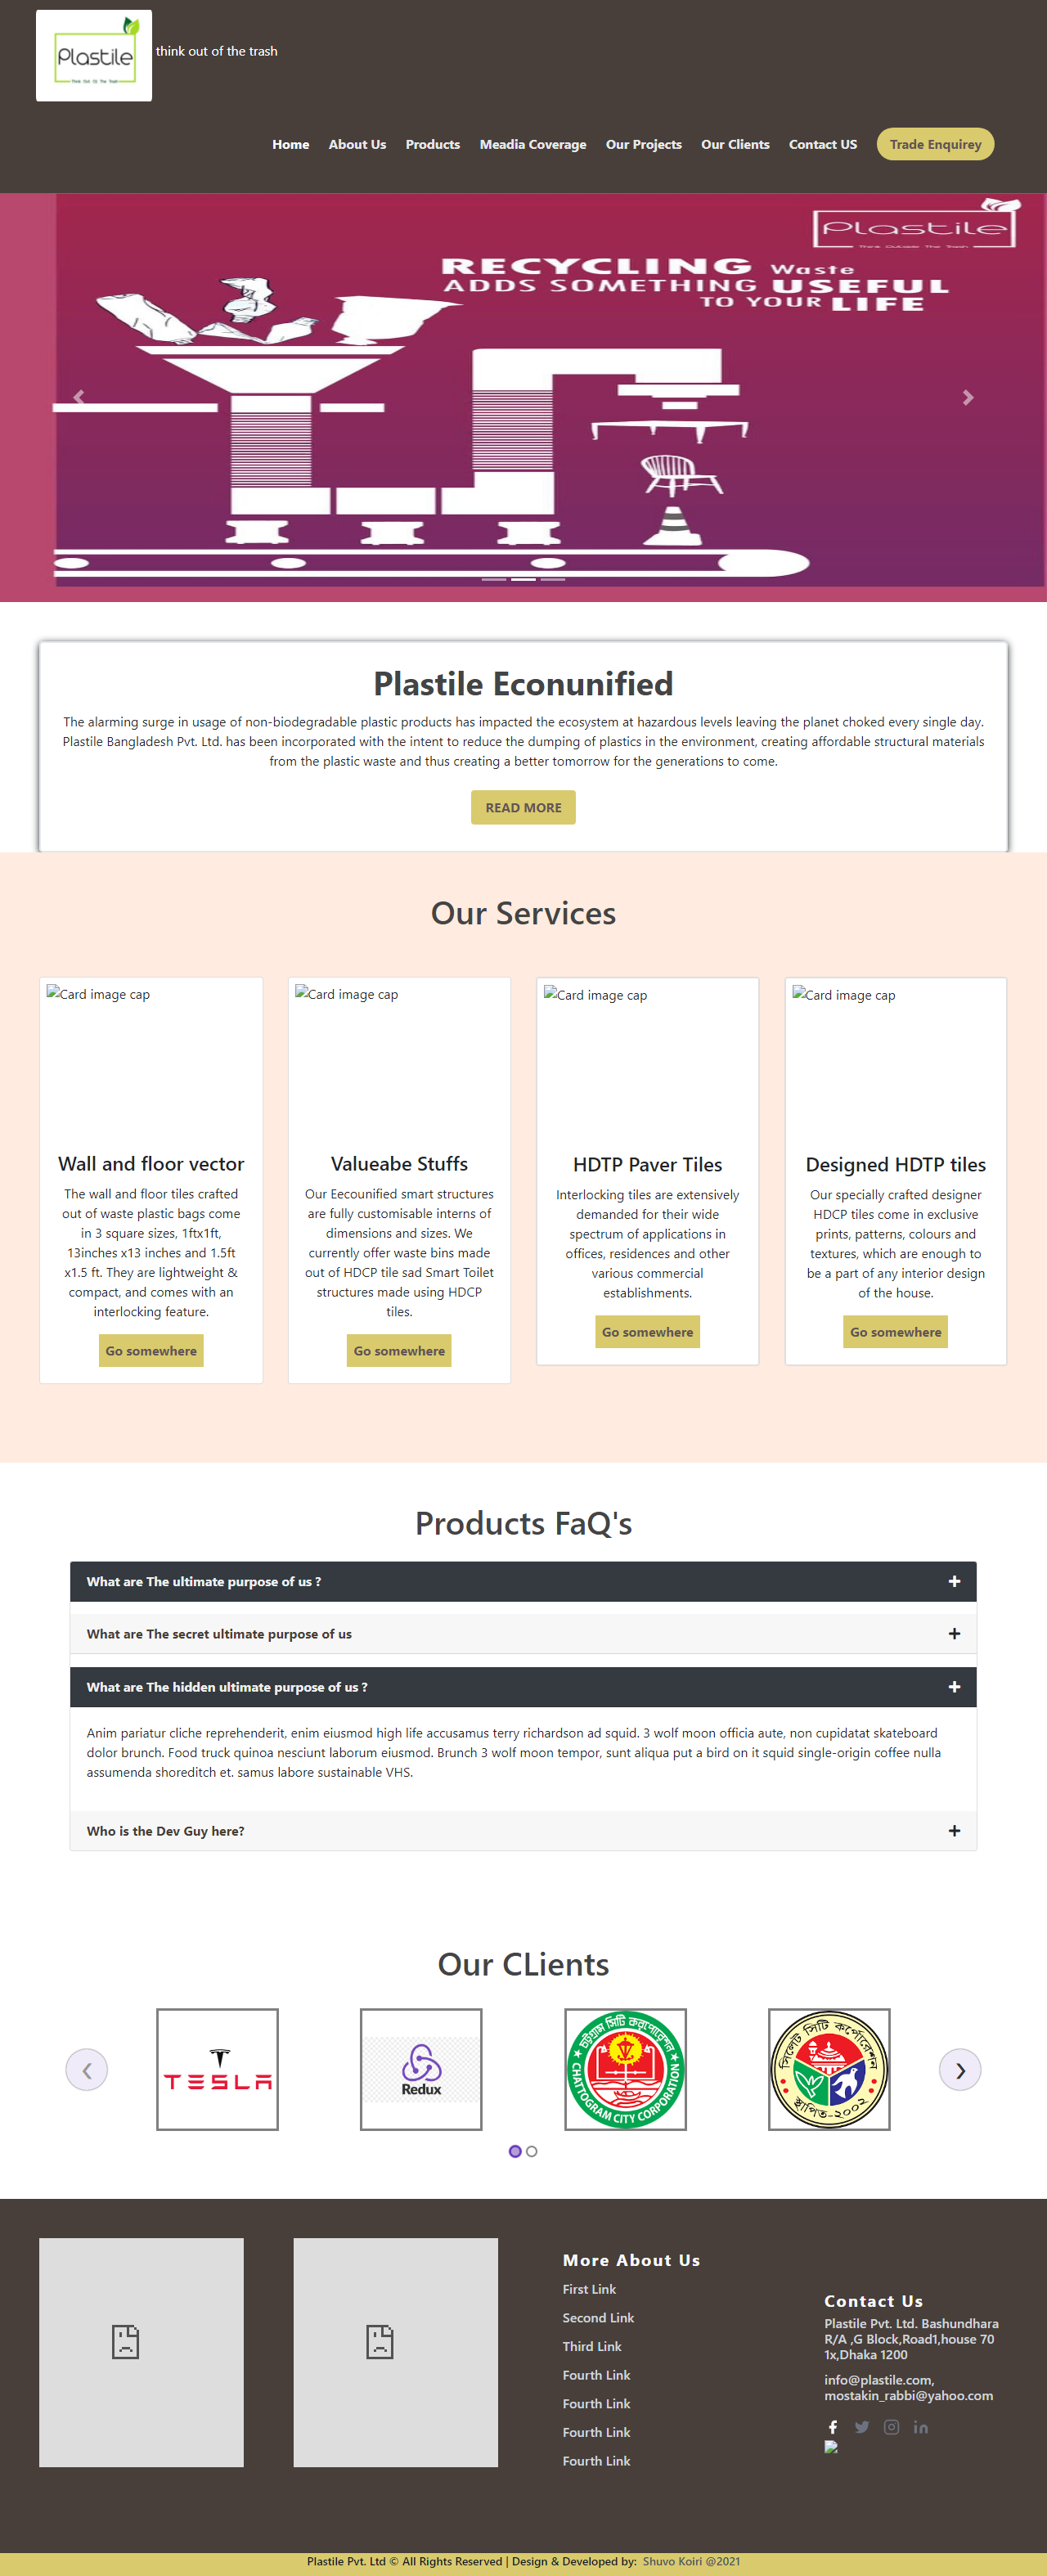 Plastile
Think Out Of The Trash
think out of the trash
Home About Us Products Meadia Coverage Our Projects Our Clients Contact US Trade Enquirey
Plastile
Think Outside The Trash
RECYCLING Waste
ADDS SOMETHING USEFUL
TO YOUR LIFE
Plastile Econunified
The alarming surge in usage of non-biodegradable plastic products has impacted the ecosystem at hazardous levels leaving the planet choked every single day.
Plastile Bangladesh Pvt. Ltd. has been incorporated with the intent to reduce the dumping of plastics in the environment, creating affordable structural materials
from the plastic waste and thus creating a better tomorrow for the generations to come.
READ MORE
Our Services
Card image cap
Wall and floor vector
The wall and floor tiles crafted
out of waste plastic bags come
in 3 square sizes, 1ftx1ft,
13inches x13 inches and 1.5ft
x1.5 ft. They are lightweight &
compact, and comes with an
interlocking feature.
Go somewhere
Card image cap
Valueabe Stuffs
Our Eecounified smart structures
are fully customisable interns of
dimensions and sizes. We
currently offer waste bins made
out of HDCP tile sad Smart Toilet
structures made using HDCP
tiles.
Go somewhere
Card image cap
HDTP Paver Tiles
Interlocking tiles are extensively
demanded for their wide
spectrum of applications in
offices, residences and other
various commercial
establishments.
Go somewhere
Card image cap
Designed HDTP tiles
Our specially crafted designer
HDCP tiles come in exclusive
prints, patterns, colours and
textures, which are enough to
be a part of any interior design
of the house.
Go somewhere
Products FaQ's
What are The ultimate purpose of us ?
What are The secret ultimate purpose of us
What are The hidden ultimate purpose of us ?
Anim pariatur cliche reprehenderit, enim eiusmod high life accusamus terry richardson ad squid. 3 wolf moon officia aute, non cupidatat skateboard
dolor brunch. Food truck quinoa nesciunt laborum eiusmod. Brunch 3 wolf moon tempor, sunt aliqua put a bird on it squid single-origin coffee nulla
assumenda shoreditch et. samus labore sustainable VHS.
Who is the Dev Guy here?
Our CLients
TESLA
Redux
চট্টগ্রাম সিটি কর্পোরেশন
CHATTOGRAM CITY CORPORATION
সিলেট সিটি কর্পোরেশন
স্থাপিত-২০০২
More About Us
First Link
Second Link
Third Link
Fourth Link
Fourth Link
Fourth Link
Fourth Link
Contact Us
Plastile Pvt. Ltd. Bashundhara
R/A ,G Block,Road1,house 70
1x,Dhaka 1200
info@plastile.com,
mostakin_rabbi@yahoo.com
Plastile Pvt. Ltd © All Rights Reserved | Design & Developed by: Shuvo Koiri @2021